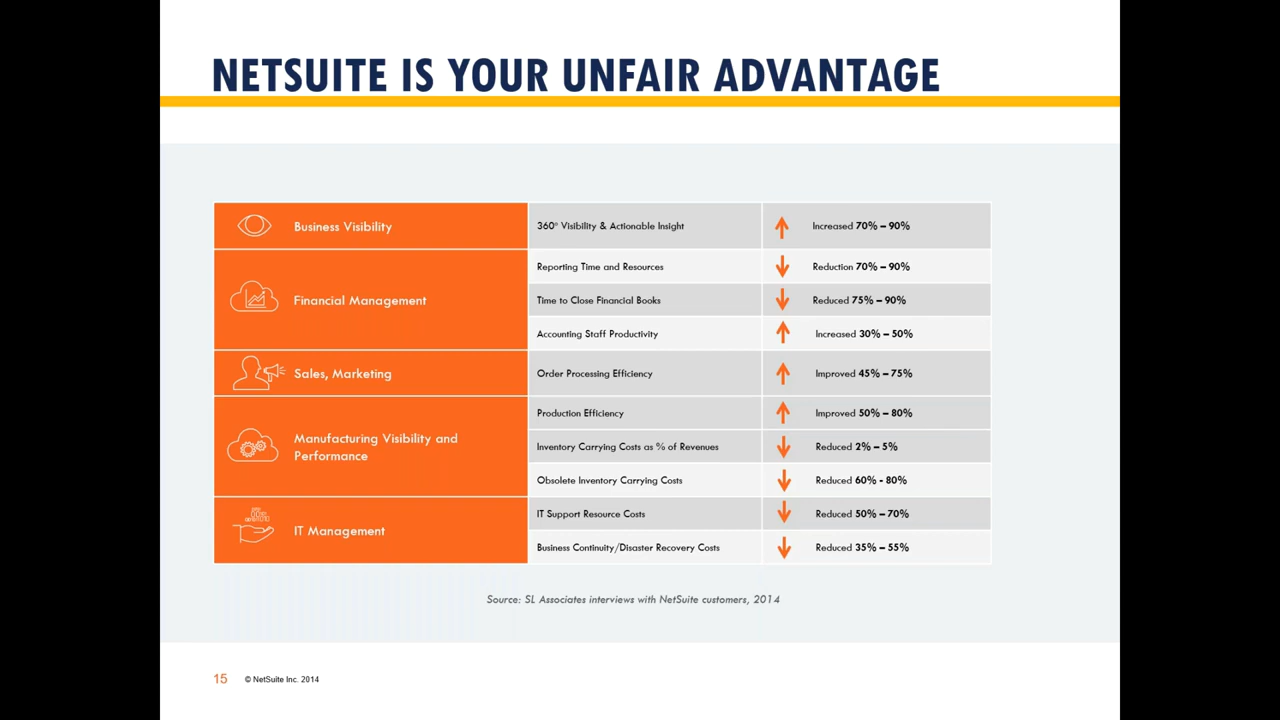 NETSUITE IS YOUR UNFAIR ADVANTAGE
Business Visibility
360° Visibility & Actionable Insight
Increased 70% – 90%
Financial Management
Reporting Time and Resources
Reduction 70% – 90%
Time to Close Financial Books
Reduced 75% – 90%
Accounting Staff Productivity
Increased 30% – 50%
Sales, Marketing
Order Processing Efficiency
Improved 45% – 75%
Manufacturing Visibility and
Performance
Production Efficiency
Improved 50% – 80%
Inventory Carrying Costs as % of Revenues
Reduced 2% – 5%
Obsolete Inventory Carrying Costs
Reduced 60% - 80%
IT Management
IT Support Resource Costs
Reduced 50% – 70%
Business Continuity/Disaster Recovery Costs
Reduced 35% – 55%
Source: SL Associates interviews with NetSuite customers, 2014
15 © NetSuite Inc. 2014